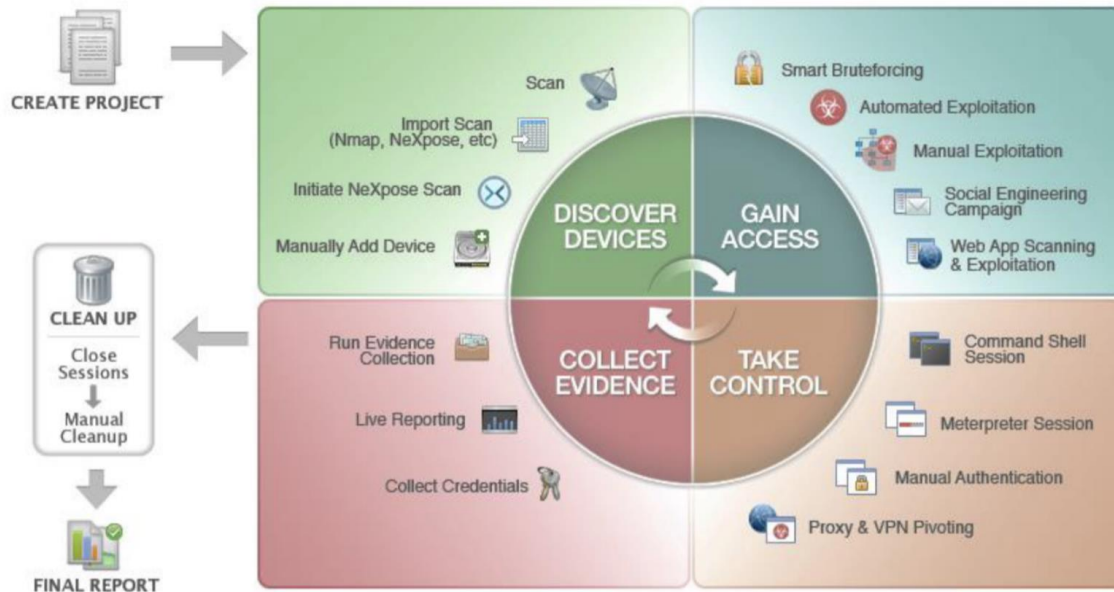 CREATE PROJECT
Scan
Import Scan
(Nmap, NeXpose, etc)
Initiate NeXpose Scan
Manually Add Device
DISCOVER
DEVICES
Smart Bruteforcing
Automated Exploitation
Manual Exploitation
Social Engineering
Campaign
Web App Scanning
& Exploitation
GAIN
ACCESS
Run Evidence
Collection
Live Reporting
Collect Credentials
COLLECT
EVIDENCE
TAKE
CONTROL
Command Shell
Session
Meterpreter Session
Manual Authentication
Proxy & VPN Pivoting
CLEAN UP
Close
Sessions
Manual
Cleanup
FINAL REPORT